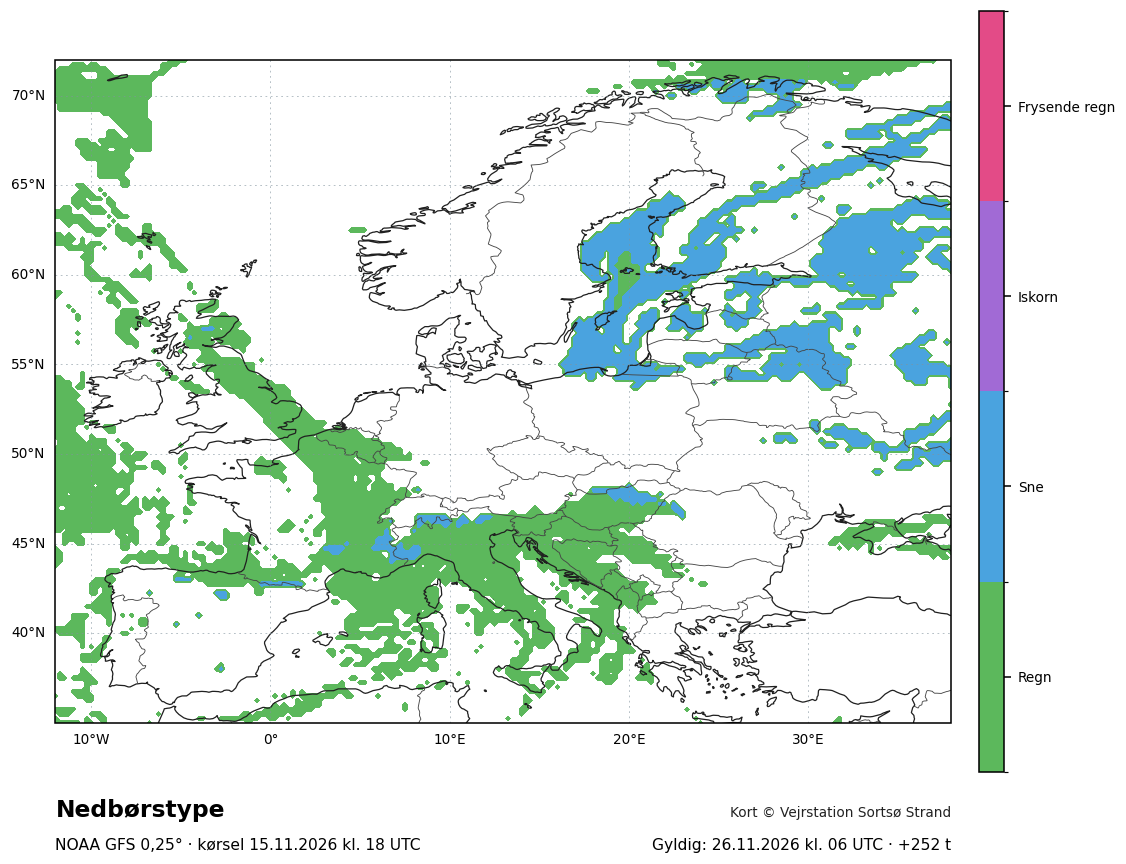 70°N
65°N
60°N
55°N
50°N
45°N
40°N
10°W 0° 10°E 20°E 30°E
Frysende regn
Iskorn
Sne
Regn
Nedbørstype
Kort © Vejrstation Sortsø Strand
NOAA GFS 0,25° · kørsel 15.11.2026 kl. 18 UTC
Gyldig: 26.11.2026 kl. 06 UTC · +252 t